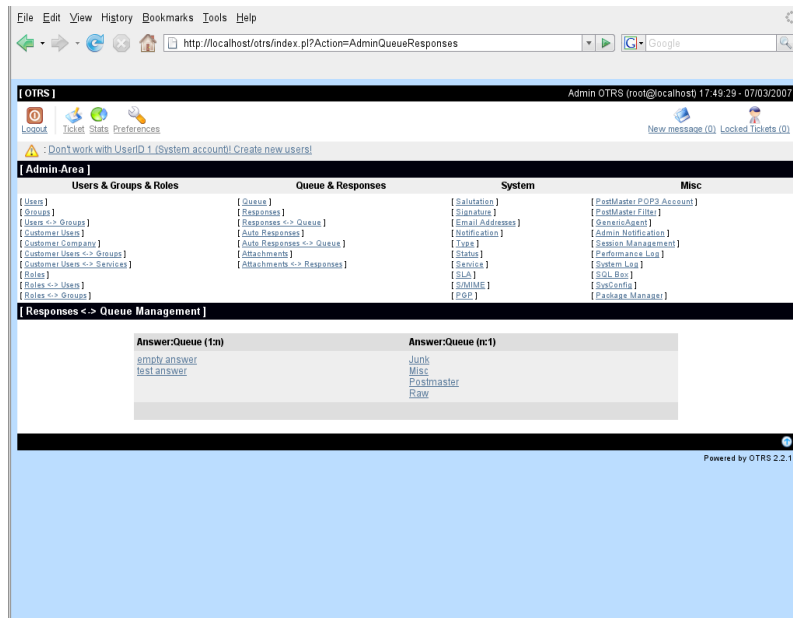 File Edit View History Bookmarks Tools Help
http://localhost/otrs/index.pl?Action=AdminQueueResponses
G Google
[ OTRS ] Admin OTRS (root@localhost) 17:49:29 - 07/03/2007
Logout Ticket Stats Preferences New message (0) Locked Tickets (0)
: Don't work with UserID 1 (System account)! Create new users!
[ Admin-Area ]
Users & Groups & Roles Queue & Responses System Misc
[ Users ] [ Queue ] [ Salutation ] [ PostMaster POP3 Account ]
[ Groups ] [ Responses ] [ Signature ] [ PostMaster Filter ]
[ Users <-> Groups ] [ Responses <-> Queue ] [ Email Addresses ] [ GenericAgent ]
[ Customer Users ] [ Auto Responses ] [ Notification ] [ Admin Notification ]
[ Customer Company ] [ Auto Responses <-> Queue ] [ Type ] [ Session Management ]
[ Customer Users <-> Groups ] [ Attachments ] [ Status ] [ Performance Log ]
[ Customer Users <-> Services ] [ Attachments <-> Responses ] [ Service ] [ System Log ]
[ Roles ] [ SLA ] [ SQL Box ]
[ Roles <-> Users ] [ S/MIME ] [ SysConfig ]
[ Roles <-> Groups ] [ PGP ] [ Package Manager ]
[ Responses <-> Queue Management ]
Answer:Queue (1:n) Answer:Queue (n:1)
empty answer Junk
test answer Misc
Postmaster
Raw
Powered by OTRS 2.2.1